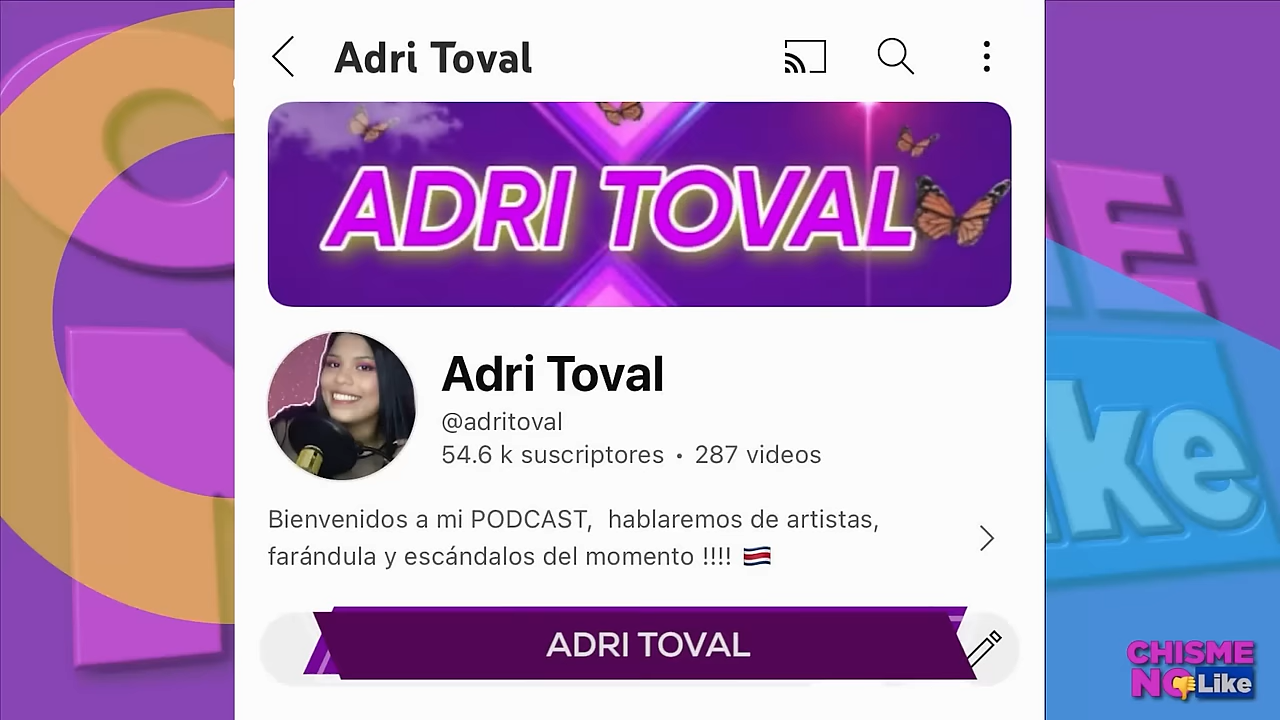 Adri Toval
ADRI TOVAL
Adri Toval
@adritoval
54.6 k suscriptores • 287 videos
Bienvenidos a mi PODCAST, hablaremos de artistas,
farándula y escándalos del momento !!!! 🇨🇷
ADRI TOVAL
CHISME
NO Like